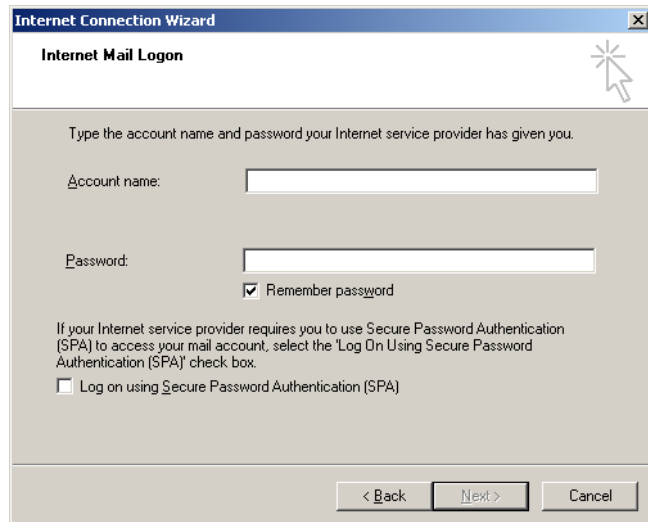 Internet Connection Wizard
Internet Mail Logon
Type the account name and password your Internet service provider has given you.
Account name:
Password:
Remember password
If your Internet service provider requires you to use Secure Password Authentication
(SPA) to access your mail account, select the 'Log On Using Secure Password
Authentication (SPA)' check box.
Log on using Secure Password Authentication (SPA)
< Back Next > Cancel